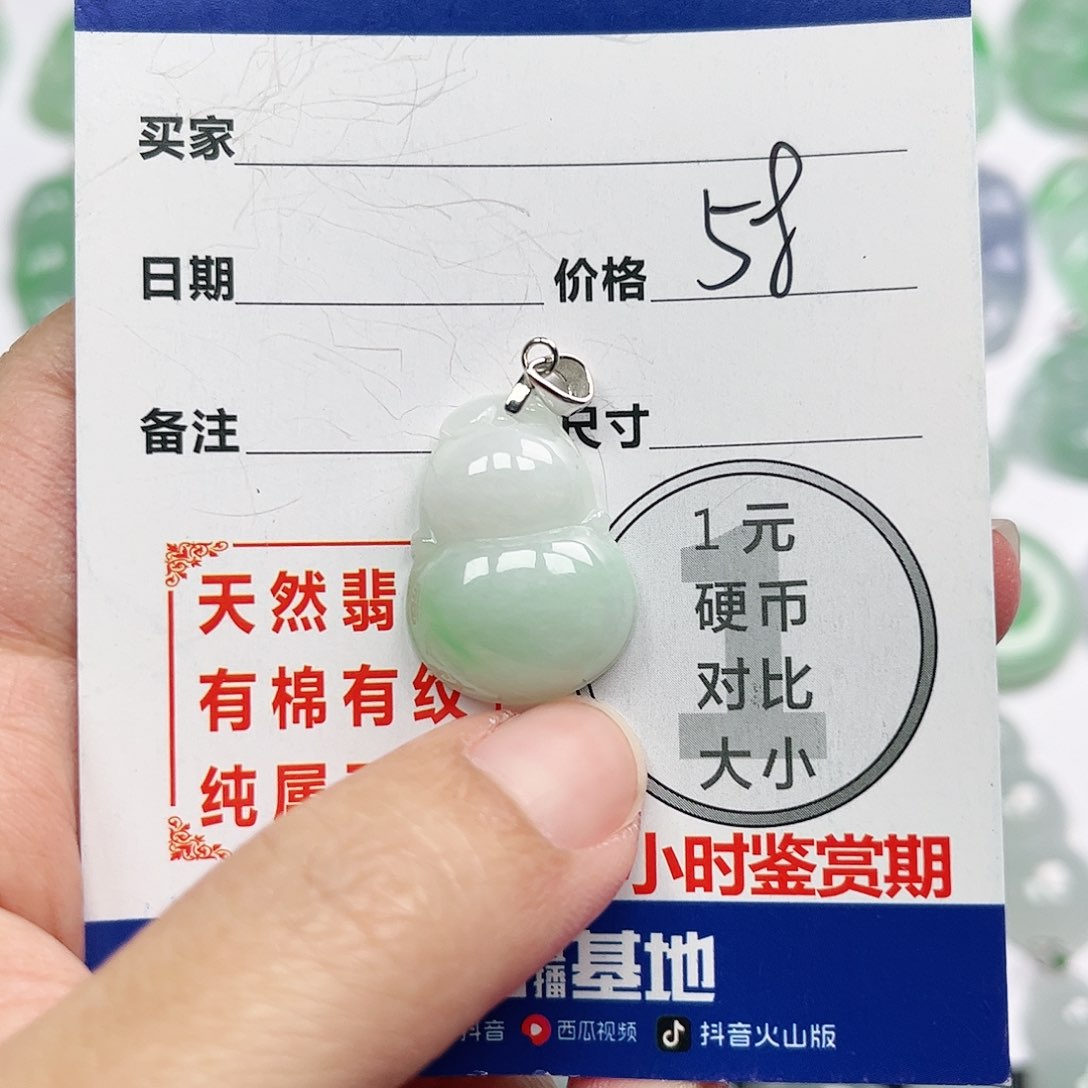 买家
日期 价格 58
备注 尺寸
1元
硬币
对比
大小
天然翡
有棉有纹
纯属
小时鉴赏期
播基地
抖音 西瓜视频 抖音火山版